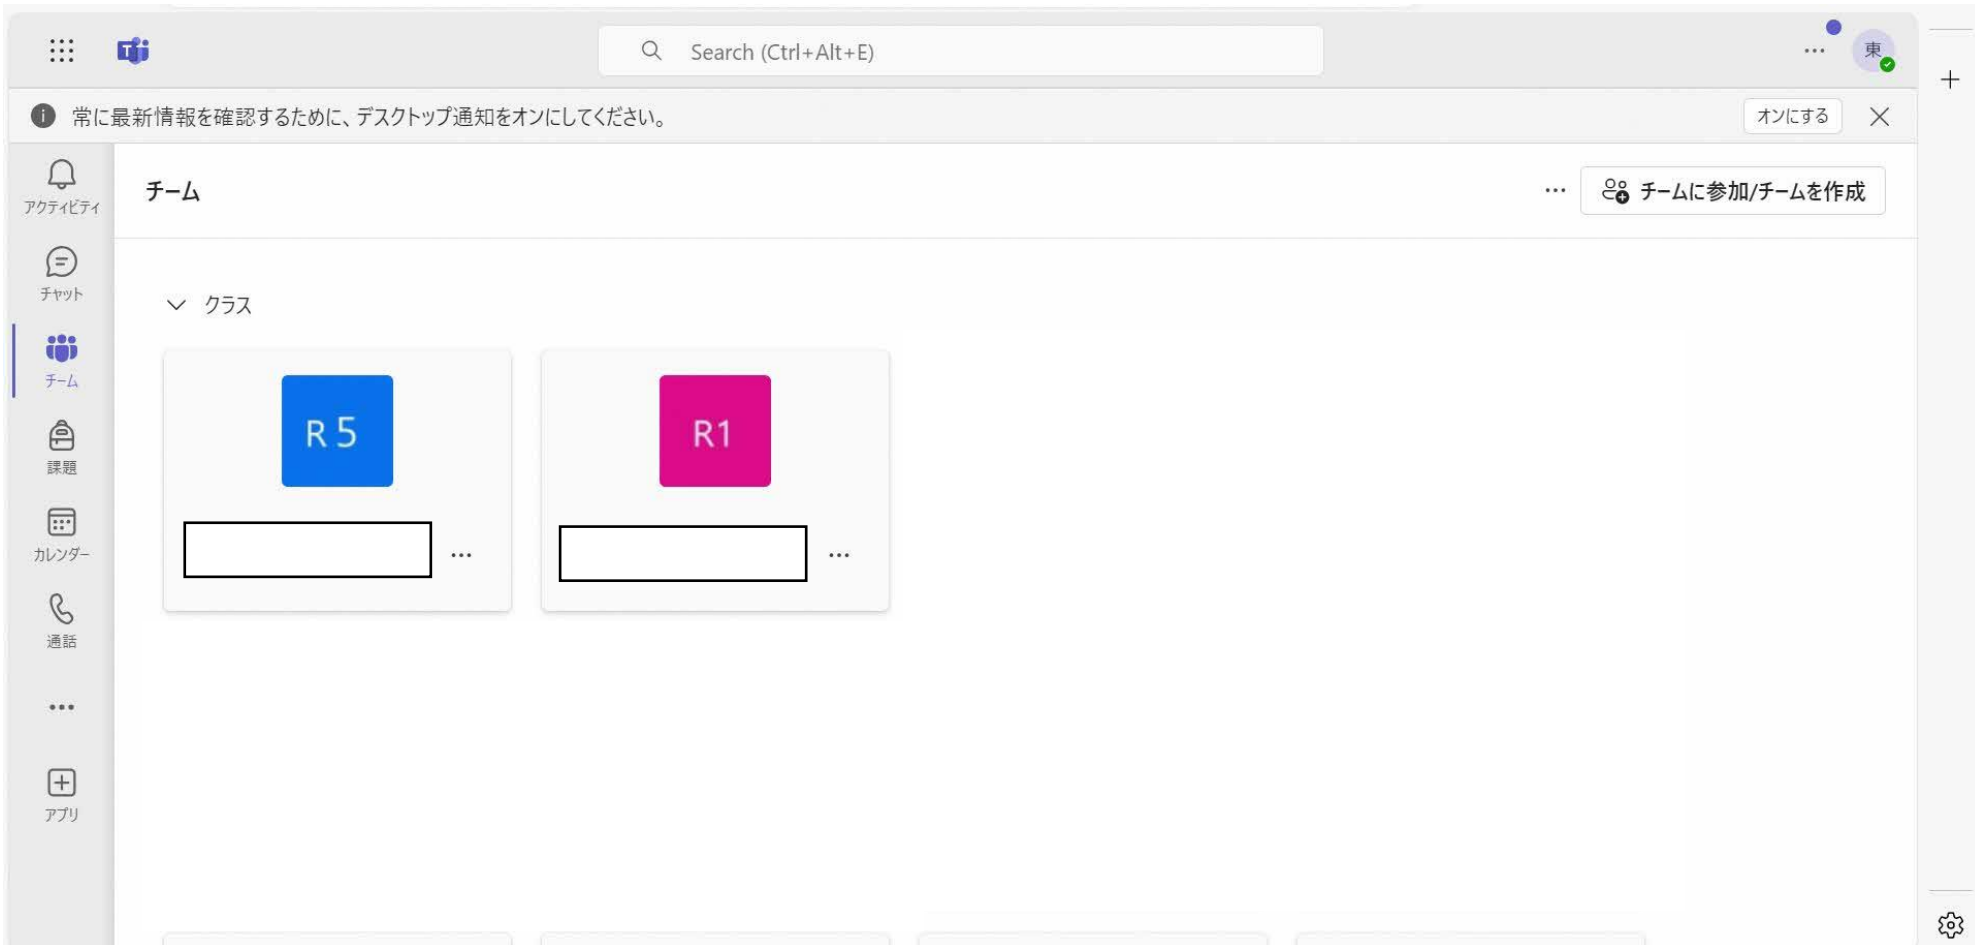 Search (Ctrl+Alt+E)
東
常に最新情報を確認するために、デスクトップ通知をオンにしてください。
オンにする
アクティビティ
チーム
チームに参加/チームを作成
チャット
クラス
チーム
R 5
R1
課題
カレンダー
通話
アプリ